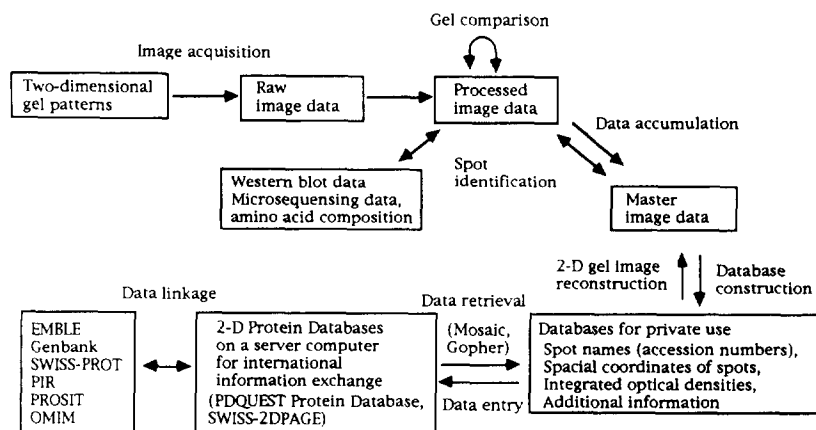 Gel comparison
Image acquisition
Two-dimensional
gel patterns
Raw
image data
Processed
image data
Data accumulation
Spot
identification
Western blot data
Microsequensing data,
amino acid composition
Master
image data
2-D gel Image
reconstruction
Database
construction
Data linkage
Data retrieval
(Mosaic,
Gopher)
Data entry
EMBLE
Genbank
SWISS-PROT
PIR
PROSIT
OMIM
2-D Protein Databases
on a server computer
for international
information exchange
(PDQUEST Protein Database,
SWISS-2DPAGE)
Databases for private use
Spot names (accession numbers),
Spacial coordinates of spots,
Integrated optical densities,
Additional information